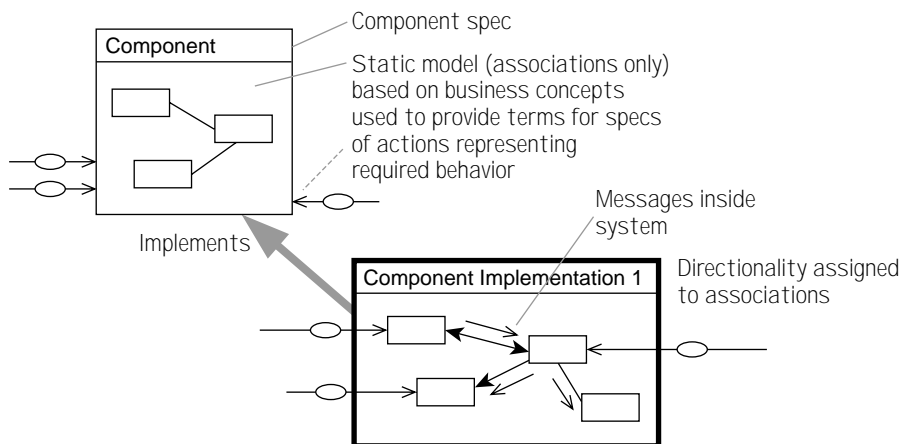 Component spec
Component
Static model (associations only)
based on business concepts
used to provide terms for specs
of actions representing
required behavior
Messages inside
system
Implements
Component Implementation 1
Directionality assigned
to associations